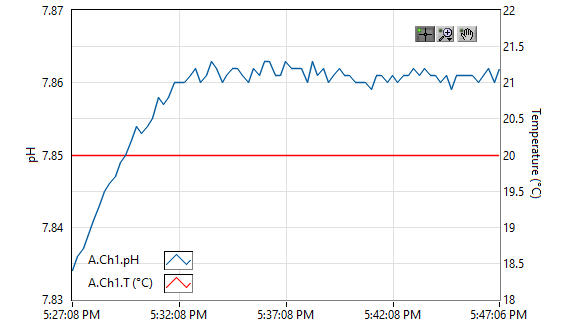 7.87
7.86
7.85
7.84
7.83
pH
22
21.5
21
20.5
20
19.5
19
18.5
18
Temperature (°C)
A.Ch1.pH
A.Ch1.T (°C)
5:27:08 PM
5:32:08 PM
5:37:08 PM
5:42:08 PM
5:47:06 PM